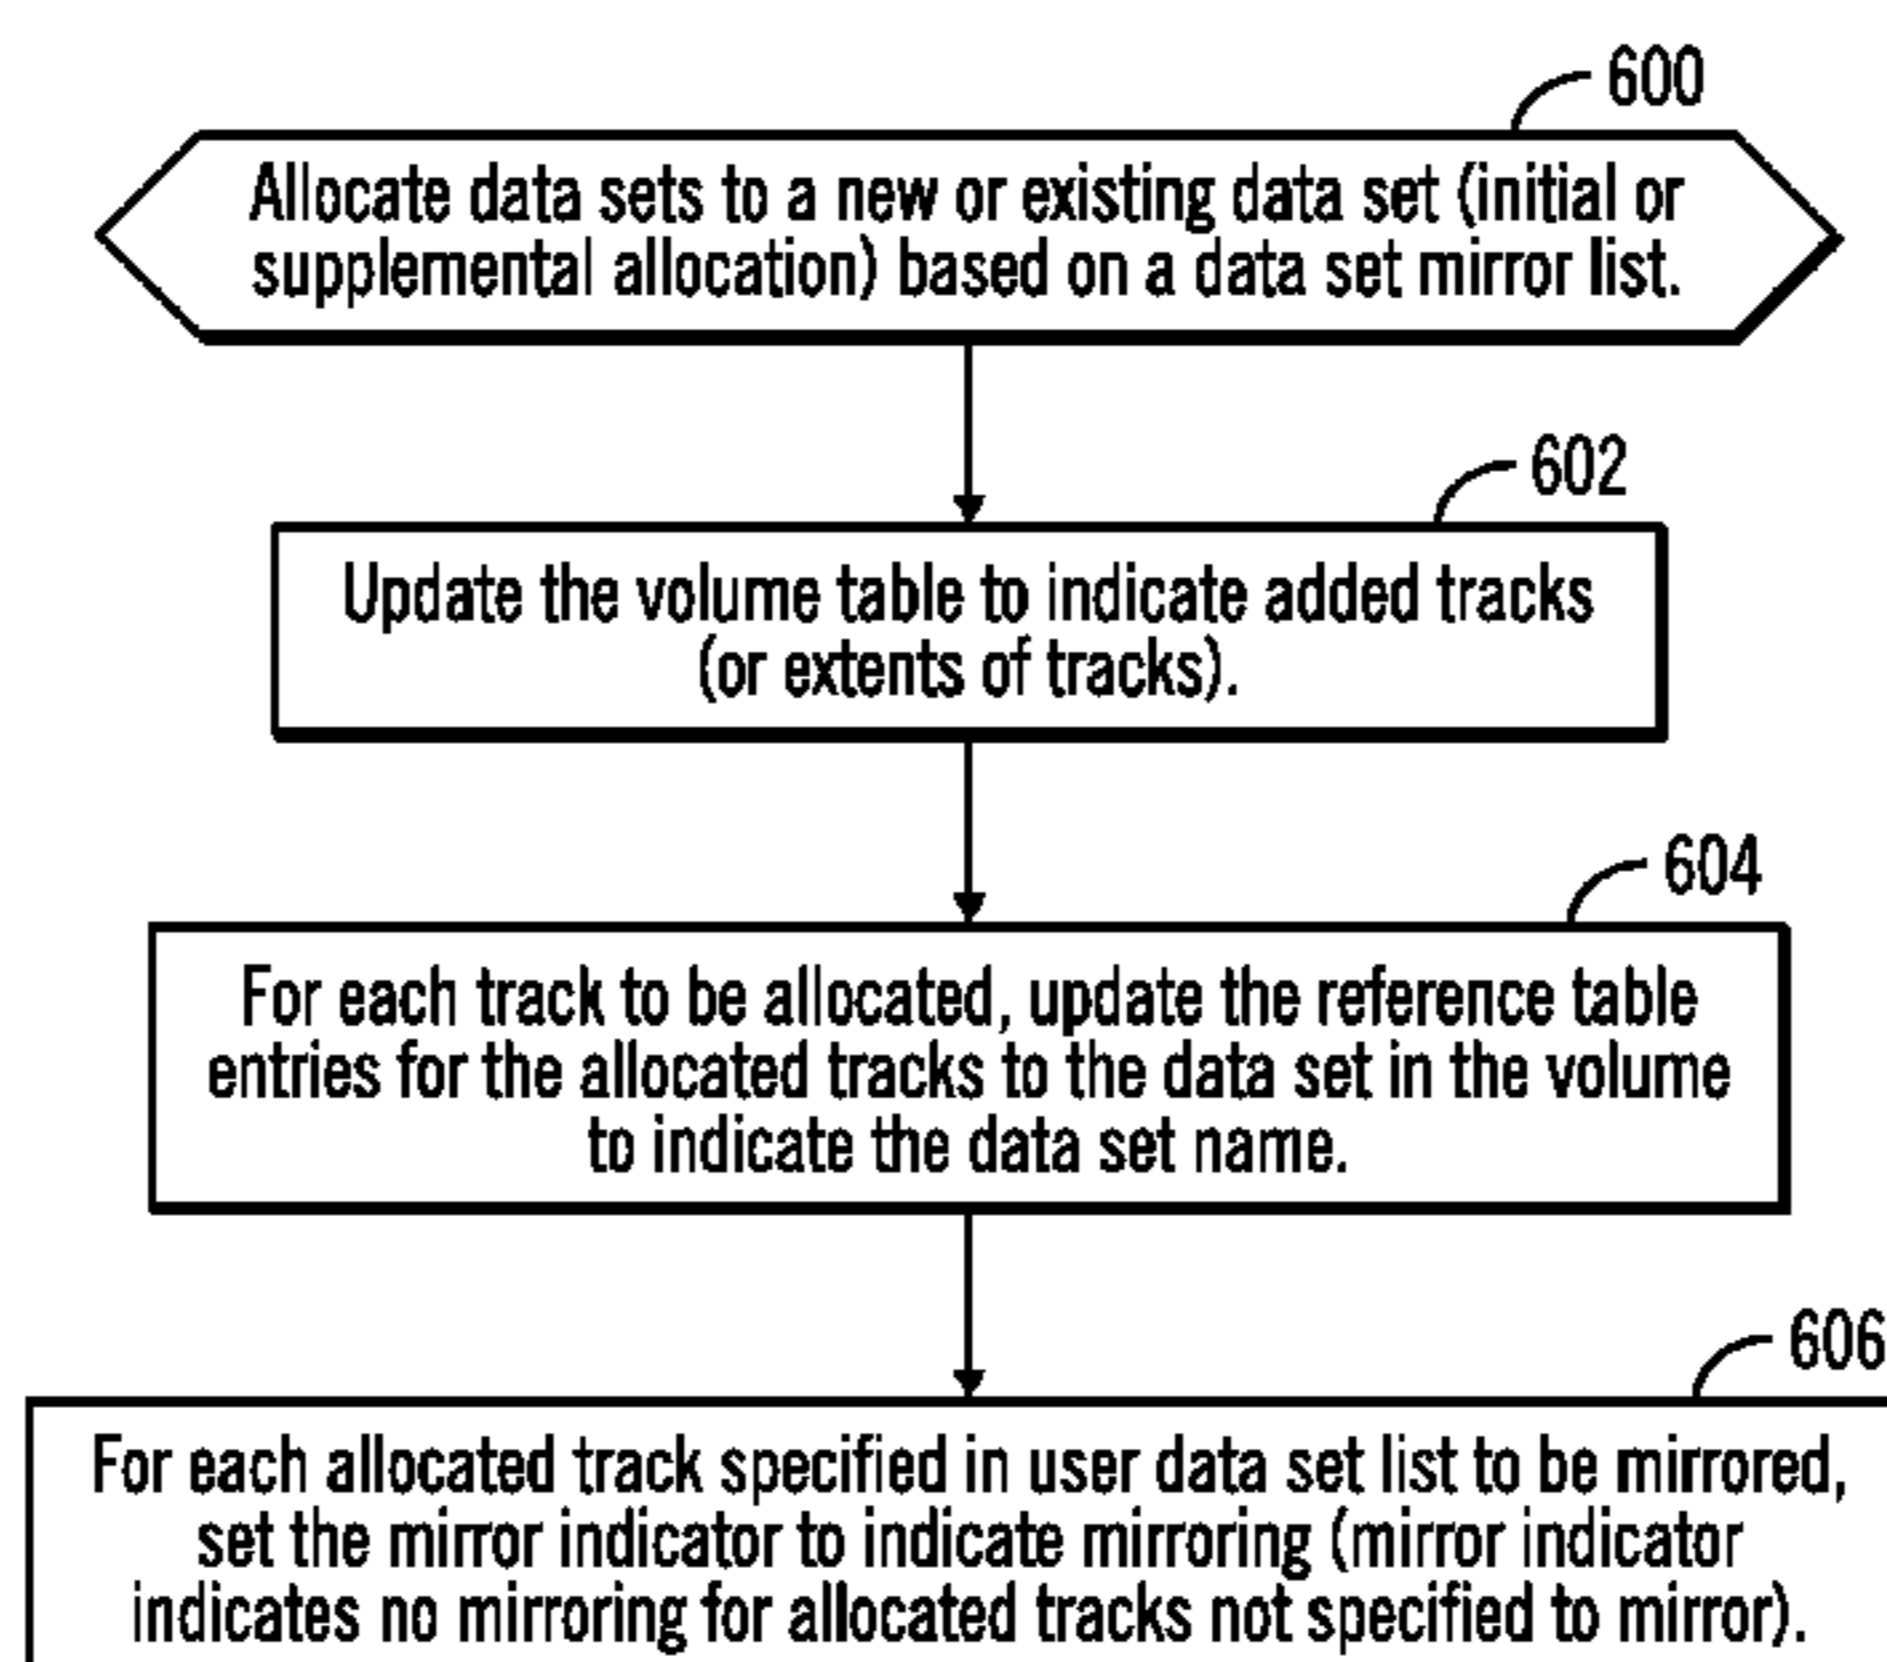 600
Allocate data sets to a new or existing data set (initial or
supplemental allocation) based on a data set mirror list.
602
Update the volume table to indicate added tracks
(or extents of tracks).
604
For each track to be allocated, update the reference table
entries for the allocated tracks to the data set in the volume
to indicate the data set name.
606
For each allocated track specified in user data set list to be mirrored,
set the mirror indicator to indicate mirroring (mirror indicator
indicates no mirroring for allocated tracks not specified to mirror).